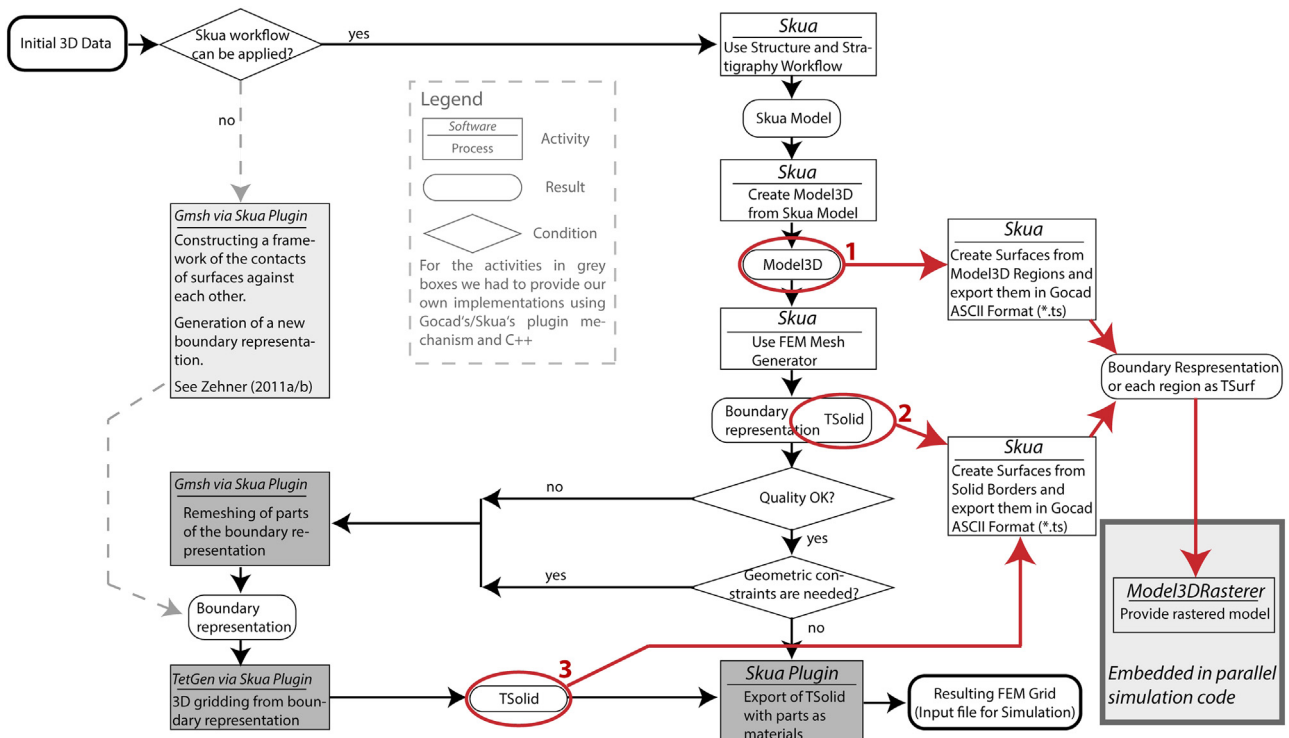 Initial 3D Data
Skua workflow
can be applied?
yes
no
Skua
Use Structure and Stra-
tigraphy Workflow
Skua Model
Skua
Create Model3D
from Skua Model
Model3D
1
Skua
Create Surfaces from
Model3D Regions and
export them in Gocad
ASCII Format (*.ts)
Legend
Software
Process
Activity
Result
Condition
For the activities in grey
boxes we had to provide our
own implementations using
Gocad's/Skua's plugin me-
chanism and C++
Gmsh via Skua Plugin
Constructing a frame-
work of the contacts
of surfaces against
each other.
Generation of a new
boundary representa-
tion.
See Zehner (2011a/b)
Skua
Use FEM Mesh
Generator
Boundary
representation
TSolid
2
Boundary Respresentation
or each region as TSurf
Skua
Create Surfaces from
Solid Borders and
export them in Gocad
ASCII Format (*.ts)
Quality OK?
no
yes
Geometric con-
straints are needed?
yes
no
Gmsh via Skua Plugin
Remeshing of parts
of the boundary re-
presentation
Boundary
representation
TetGen via Skua Plugin
3D gridding from boun-
dary representation
TSolid
3
Skua Plugin
Export of TSolid
with parts as
materials
Resulting FEM Grid
(Input file for Simulation)
Model3DRasterer
Provide rastered model
Embedded in parallel
simulation code